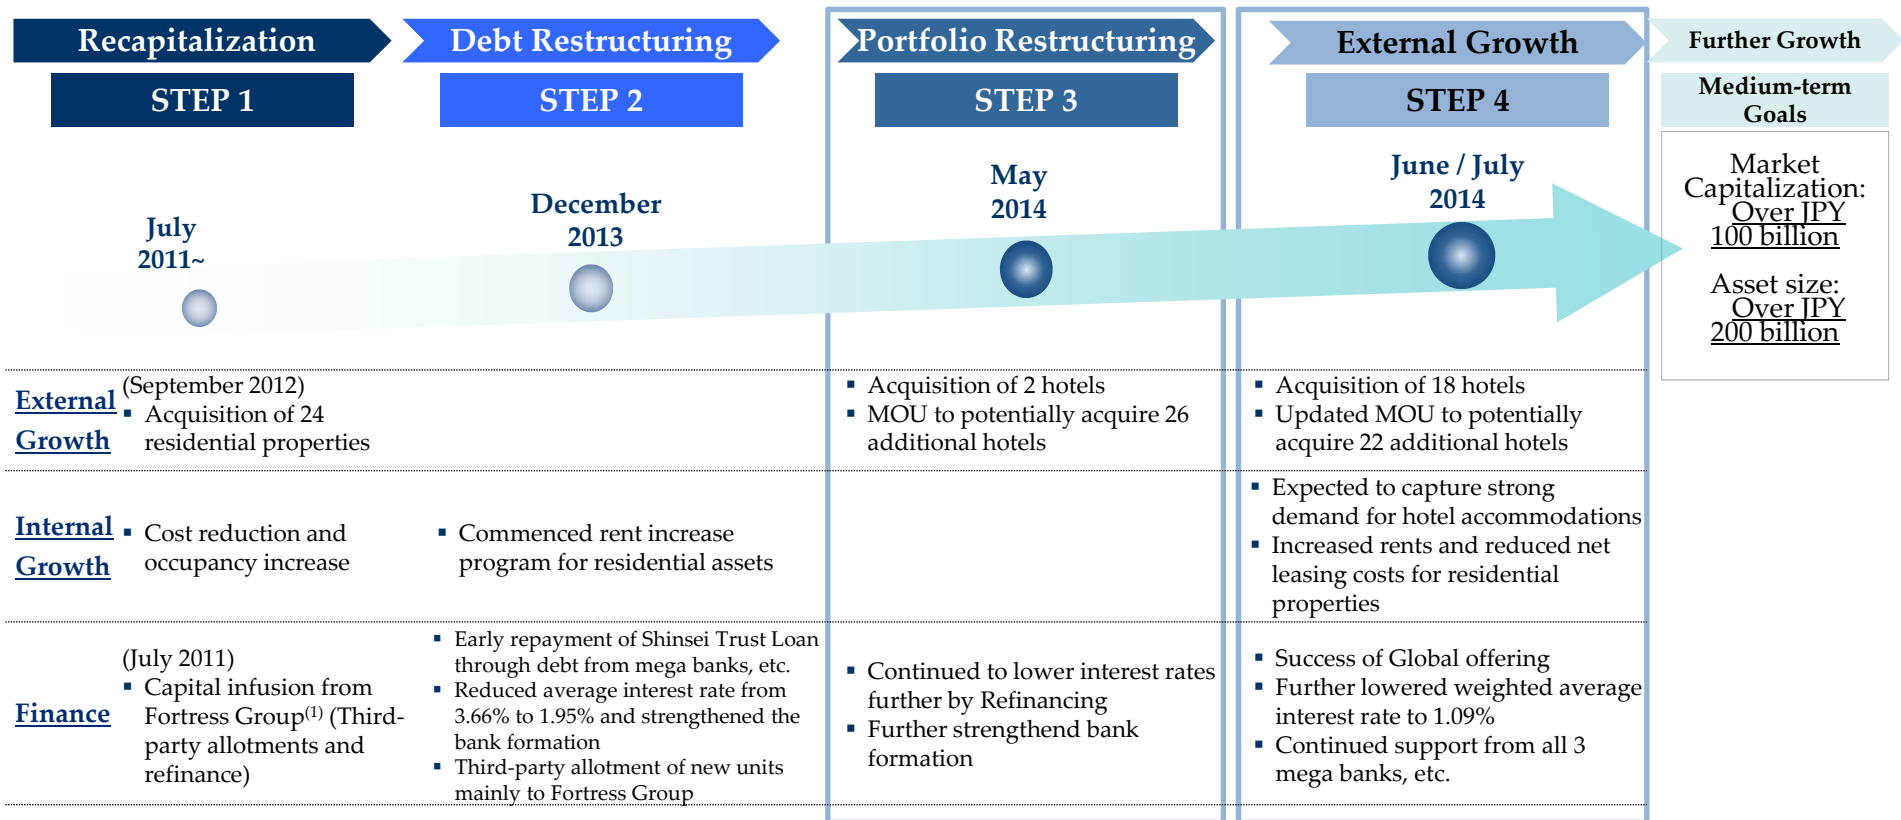 Recapitalization
Debt Restructuring
Portfolio Restructuring
External Growth
Further Growth
STEP 1
STEP 2
STEP 3
STEP 4
Medium-term
Goals
July
2011~
December
2013
May
2014
June / July
2014
Market
Capitalization:
Over JPY
100 billion
Asset size:
Over JPY
200 billion
External
Growth
(September 2012)
▪ Acquisition of 24
residential properties
▪ Acquisition of 2 hotels
▪ MOU to potentially acquire 26
additional hotels
▪ Acquisition of 18 hotels
▪ Updated MOU to potentially
acquire 22 additional hotels
Internal
Growth
▪ Cost reduction and
occupancy increase
▪ Commenced rent increase
program for residential assets
▪ Expected to capture strong
demand for hotel accommodations
▪ Increased rents and reduced net
leasing costs for residential
properties
Finance
(July 2011)
▪ Capital infusion from
Fortress Group(1) (Third-
party allotments and
refinance)
▪ Early repayment of Shinsei Trust Loan
through debt from mega banks, etc.
▪ Reduced average interest rate from
3.66% to 1.95% and strengthened the
bank formation
▪ Third-party allotment of new units
mainly to Fortress Group
▪ Continued to lower interest rates
further by Refinancing
▪ Further strengthend bank
formation
▪ Success of Global offering
▪ Further lowered weighted average
interest rate to 1.09%
▪ Continued support from all 3
mega banks, etc.